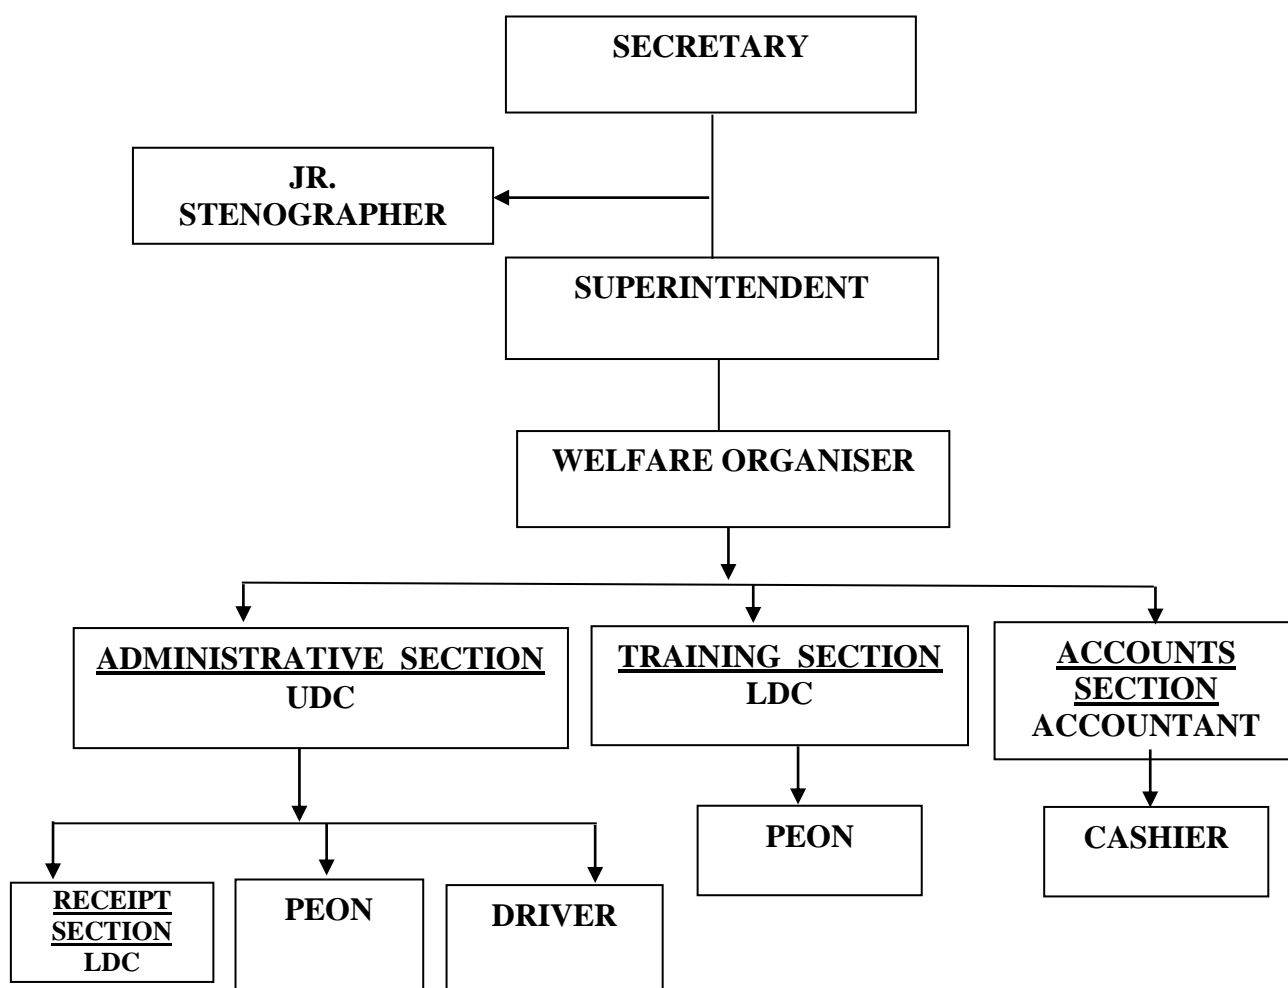 SECRETARY
JR.
STENOGRAPHER
SUPERINTENDENT
WELFARE ORGANISER
ADMINISTRATIVE SECTION
UDC
TRAINING SECTION
LDC
ACCOUNTS
SECTION
ACCOUNTANT
PEON
CASHIER
RECEIPT
SECTION
LDC
PEON
DRIVER